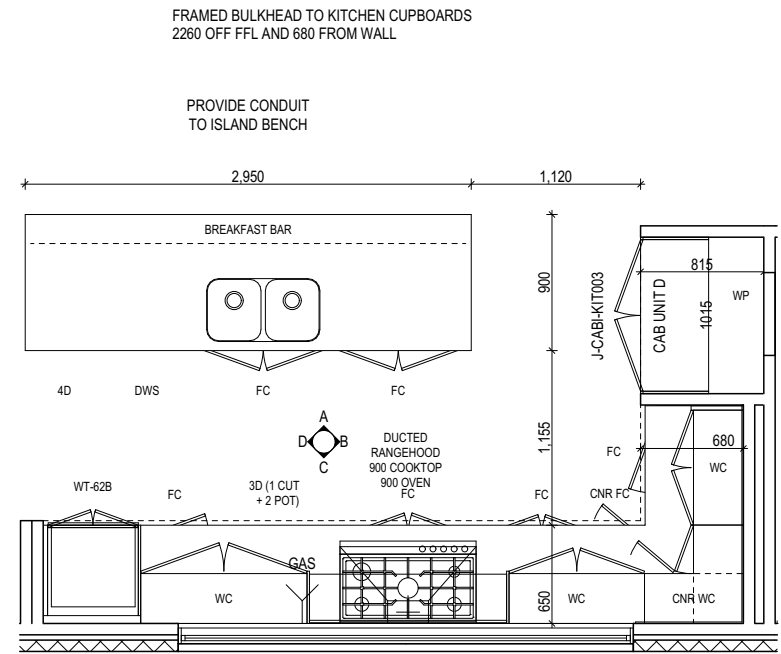 FRAMED BULKHEAD TO KITCHEN CUPBOARDS
2260 OFF FFL AND 680 FROM WALL
PROVIDE CONDUIT
TO ISLAND BENCH
2,950
1,120
BREAKFAST BAR
900
J-CABI-KIT003
CAB UNIT D
815
1015
WP
4D
DWS
FC
FC
A
D
B
C
1,155
DUCTED
RANGEHOOD
900 COOKTOP
900 OVEN
FC
680
WC
WT-62B
FC
3D (1 CUT
+ 2 POT)
FC
FC
CNR FC
GAS
WC
650
WC
CNR WC